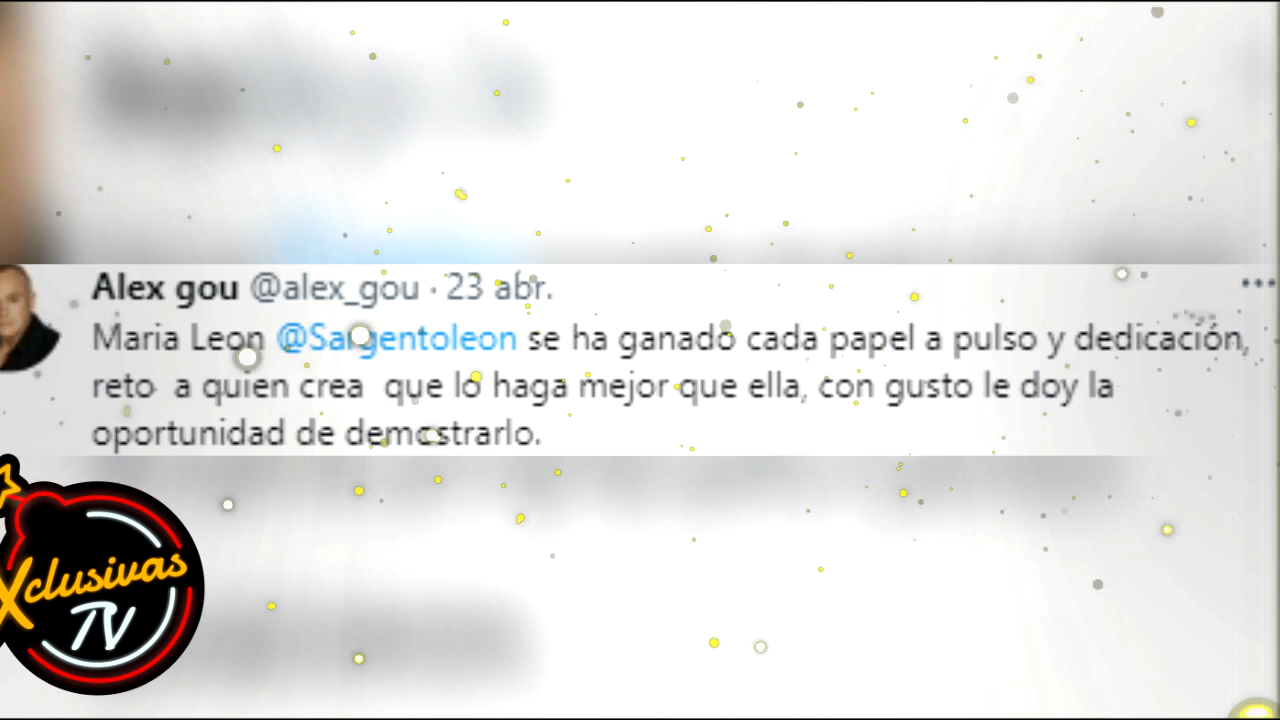 Alex gou @alex_gou · 23 abr.
Maria Leon @Sargentoleon se ha ganado cada papel a pulso y dedicación,
reto a quien crea que lo haga mejor que ella, con gusto le doy la
oportunidad de demostrarlo.
Xclusivas
TV